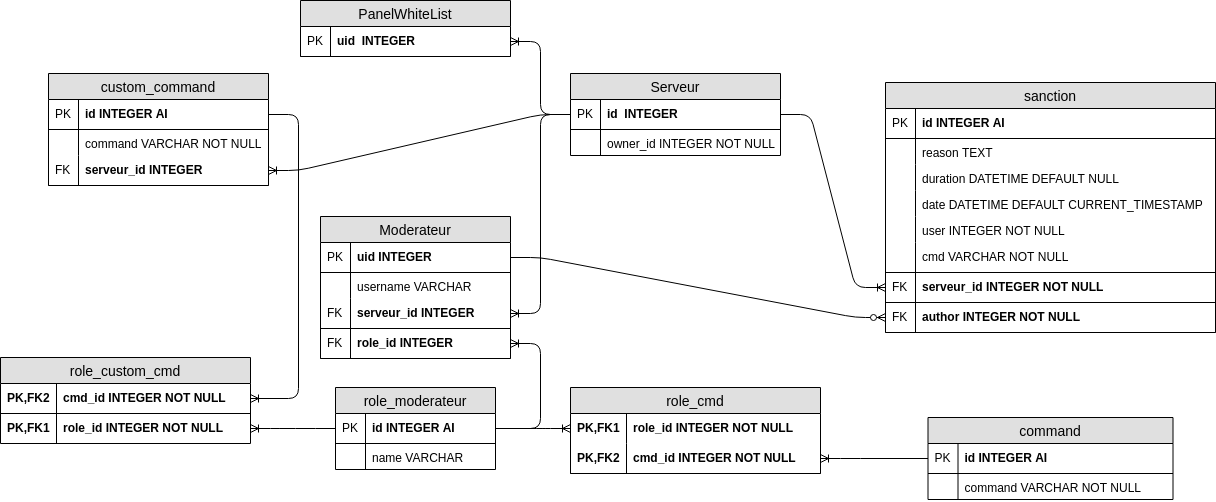 PanelWhiteList
PK uid INTEGER
custom_command
PK id INTEGER AI
command VARCHAR NOT NULL
FK serveur_id INTEGER
Serveur
PK id INTEGER
owner_id INTEGER NOT NULL
sanction
PK id INTEGER AI
reason TEXT
duration DATETIME DEFAULT NULL
date DATETIME DEFAULT CURRENT_TIMESTAMP
user INTEGER NOT NULL
cmd VARCHAR NOT NULL
FK serveur_id INTEGER NOT NULL
FK author INTEGER NOT NULL
Moderateur
PK uid INTEGER
username VARCHAR
FK serveur_id INTEGER
FK role_id INTEGER
role_custom_cmd
PK,FK2 cmd_id INTEGER NOT NULL
PK,FK1 role_id INTEGER NOT NULL
role_moderateur
PK id INTEGER AI
name VARCHAR
role_cmd
PK,FK1 role_id INTEGER NOT NULL
PK,FK2 cmd_id INTEGER NOT NULL
command
PK id INTEGER AI
command VARCHAR NOT NULL